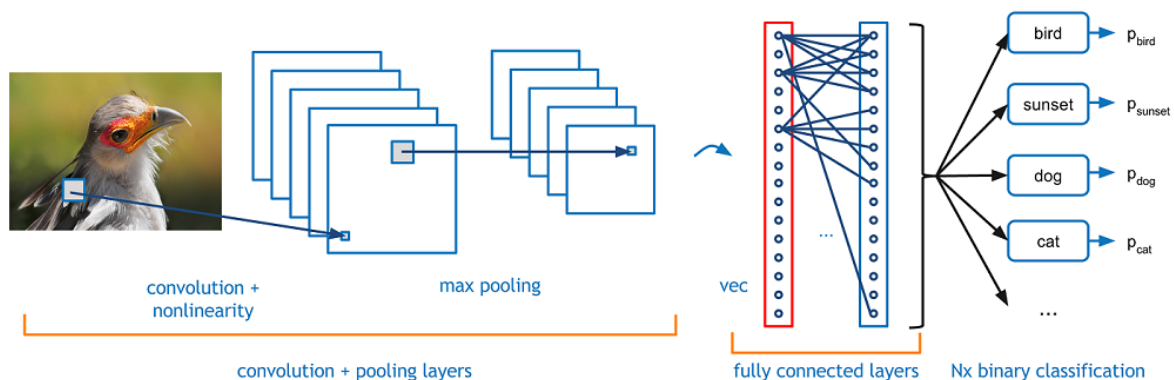 bird
p_bird
sunset
p_sunset
dog
p_dog
cat
p_cat
...
...
convolution +
nonlinearity
max pooling
vec
convolution + pooling layers
fully connected layers
Nx binary classification